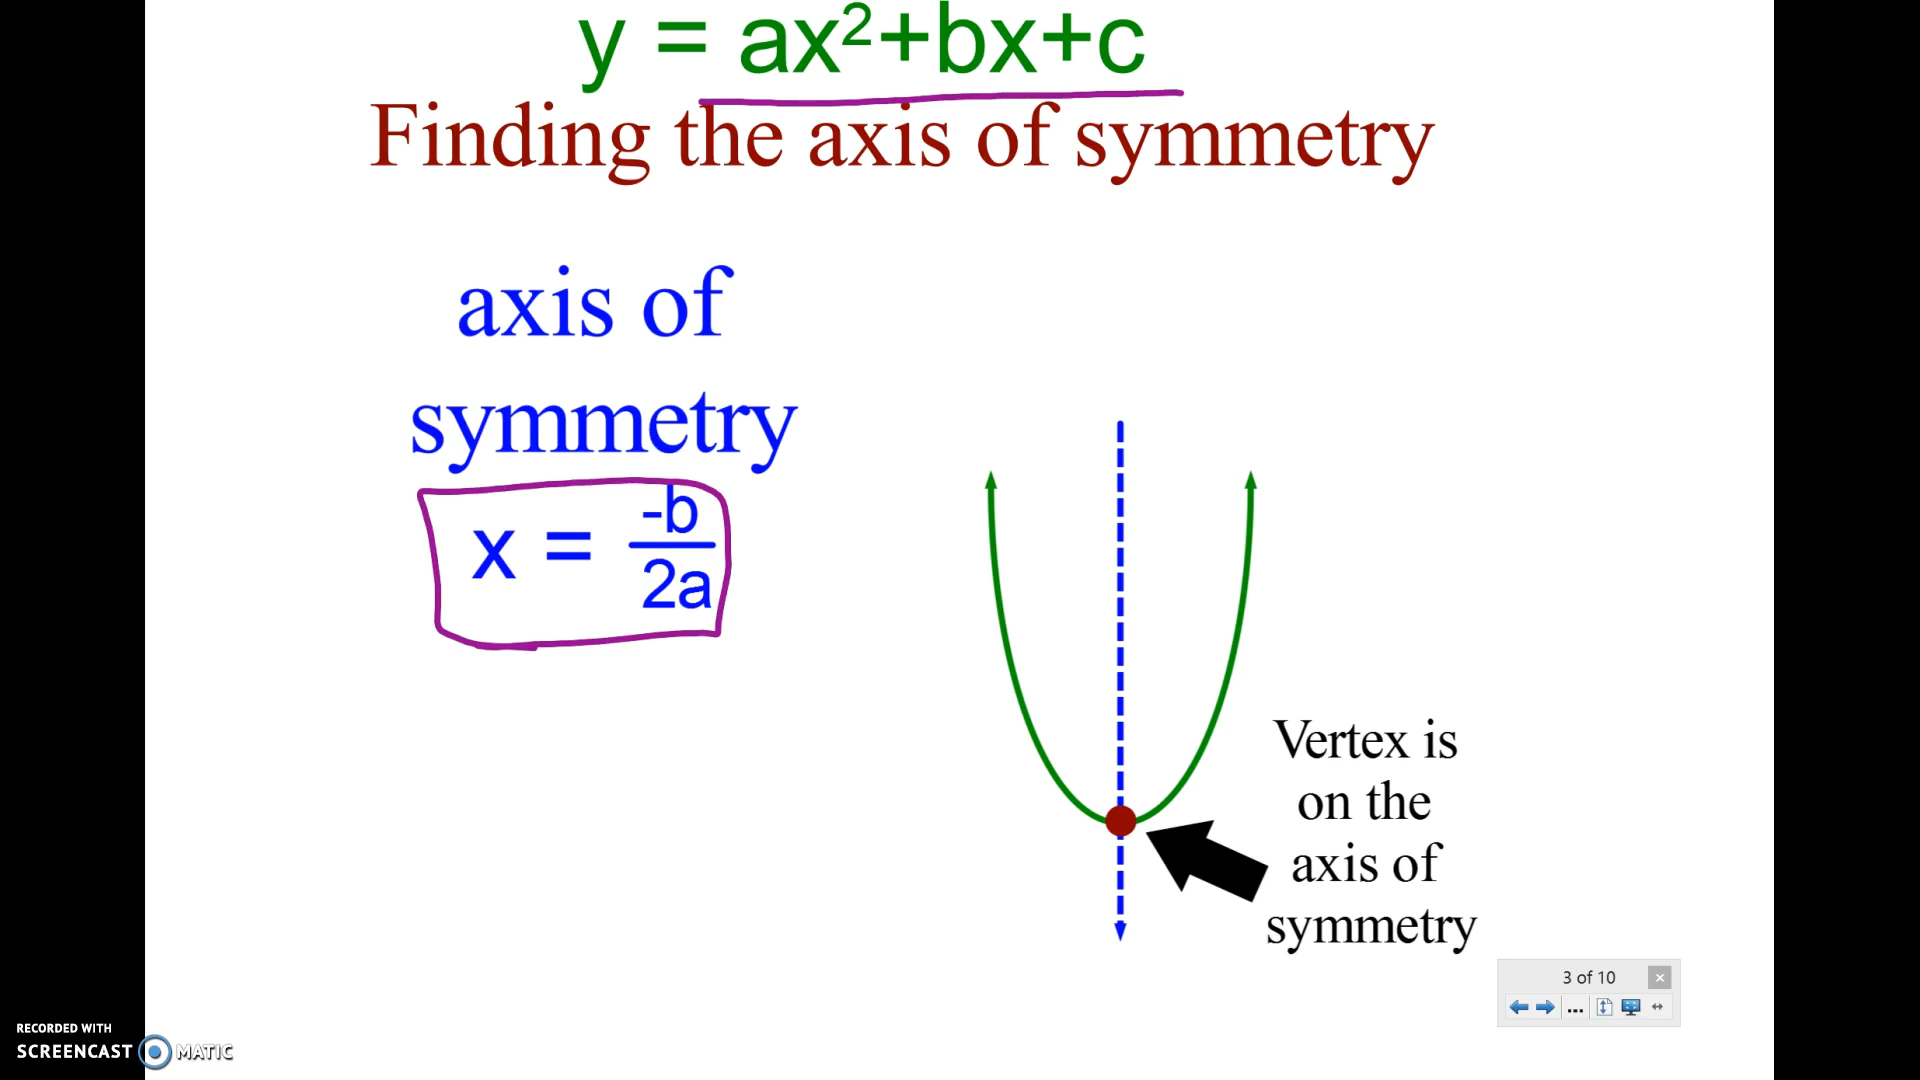 y = ax²+bx+c
Finding the axis of symmetry
axis of
symmetry
x = -b/2a
Vertex is
on the
axis of
symmetry
3 of 10
...
RECORDED WITH
SCREENCAST MATIC